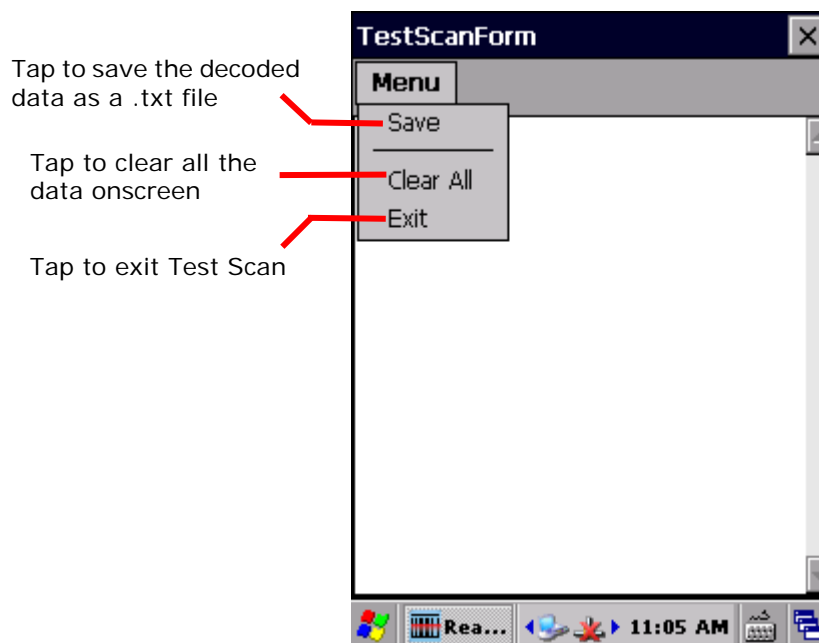 TestScanForm
Menu
Tap to save the decoded
data as a .txt file
Save
Tap to clear all the
data onscreen
Clear All
Exit
Tap to exit Test Scan
Rea...
11:05 AM